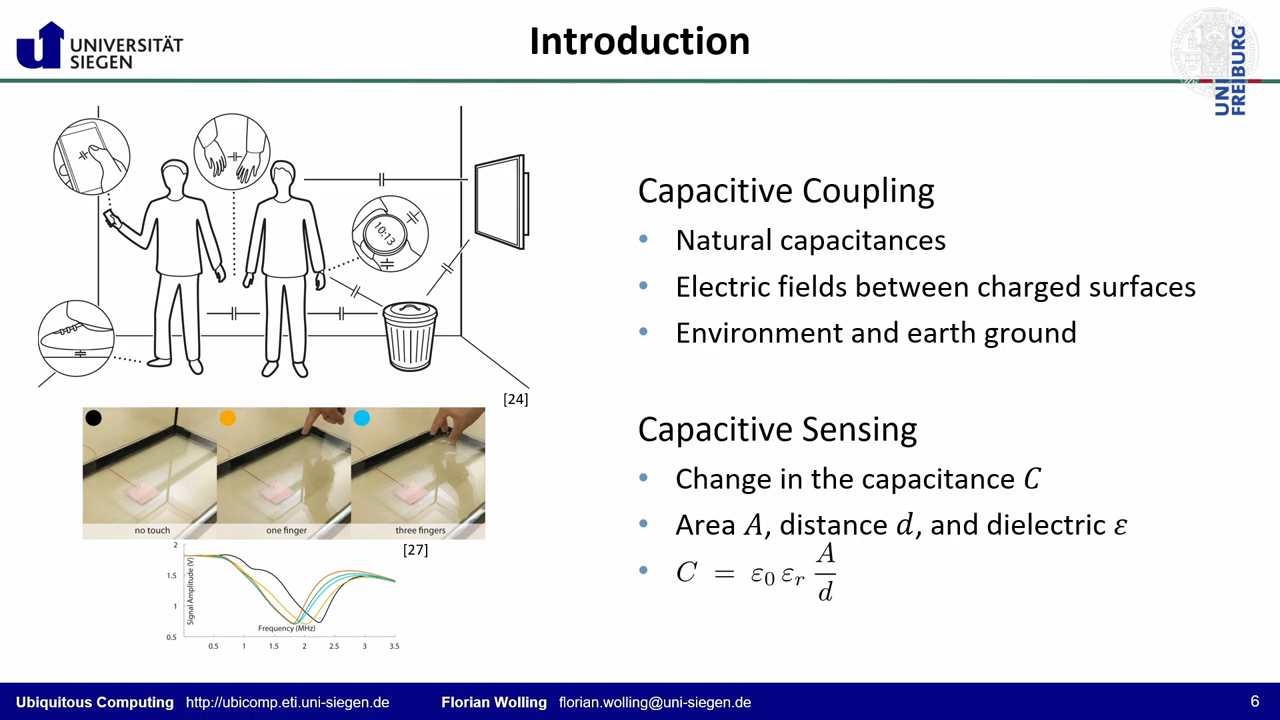 UNIVERSITÄT
SIEGEN
Introduction
UNI
FREIBURG
10:13
[24]
no touch
one finger
three fingers
[27]
Signal Amplitude (V)
2
1.5
1
0.5
Frequency (MHz)
0.5 1 1.5 2 2.5 3 3.5
Capacitive Coupling
• Natural capacitances
• Electric fields between charged surfaces
• Environment and earth ground
Capacitive Sensing
• Change in the capacitance C
• Area A, distance d, and dielectric ε
• C = ε₀ εᵣ A/d
Ubiquitous Computing http://ubicomp.eti.uni-siegen.de Florian Wolling florian.wolling@uni-siegen.de 6